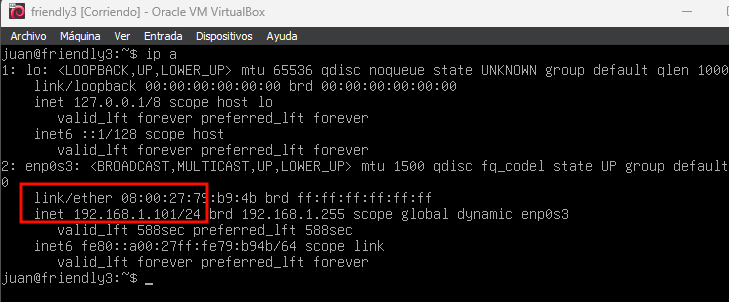 friendly3 [Corriendo] - Oracle VM VirtualBox
Archivo Máquina Ver Entrada Dispositivos Ayuda
juan@friendly3:~$ ip a
1: lo: <LOOPBACK,UP,LOWER_UP> mtu 65536 qdisc noqueue state UNKNOWN group default qlen 1000
link/loopback 00:00:00:00:00:00 brd 00:00:00:00:00:00
inet 127.0.0.1/8 scope host lo
valid_lft forever preferred_lft forever
inet6 ::1/128 scope host
valid_lft forever preferred_lft forever
2: enp0s3: <BROADCAST,MULTICAST,UP,LOWER_UP> mtu 1500 qdisc fq_codel state UP group default
0
link/ether 08:00:27:79:b9:4b brd ff:ff:ff:ff:ff:ff
inet 192.168.1.101/24 brd 192.168.1.255 scope global dynamic enp0s3
valid_lft 588sec preferred_lft 588sec
inet6 fe80::a00:27ff:fe79:b94b/64 scope link
valid_lft forever preferred_lft forever
juan@friendly3:~$ _